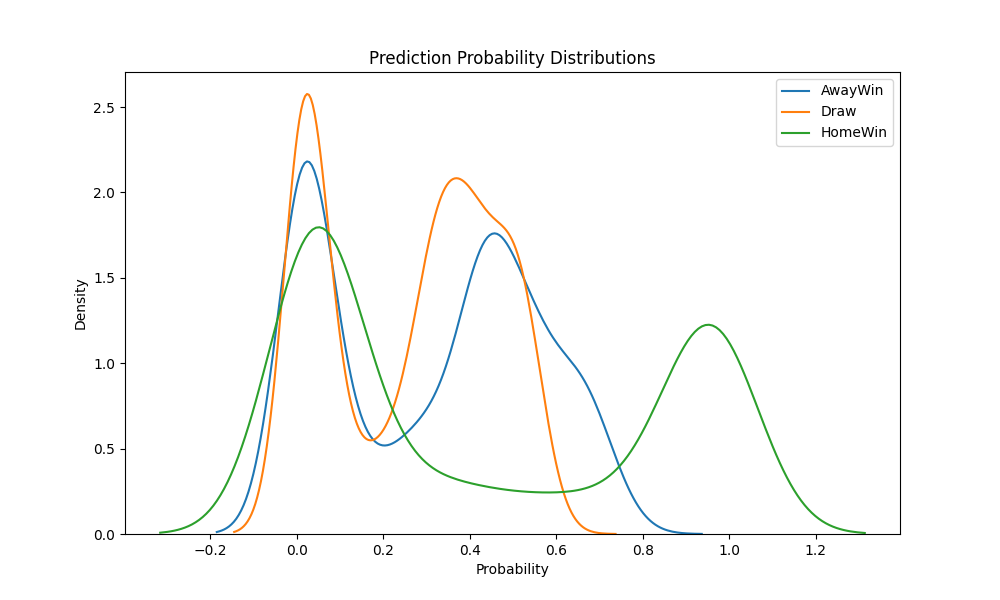 Prediction Probability Distributions
AwayWin
Draw
HomeWin
Density
2.5
2.0
1.5
1.0
0.5
0.0
−0.2 0.0 0.2 0.4 0.6 0.8 1.0 1.2
Probability